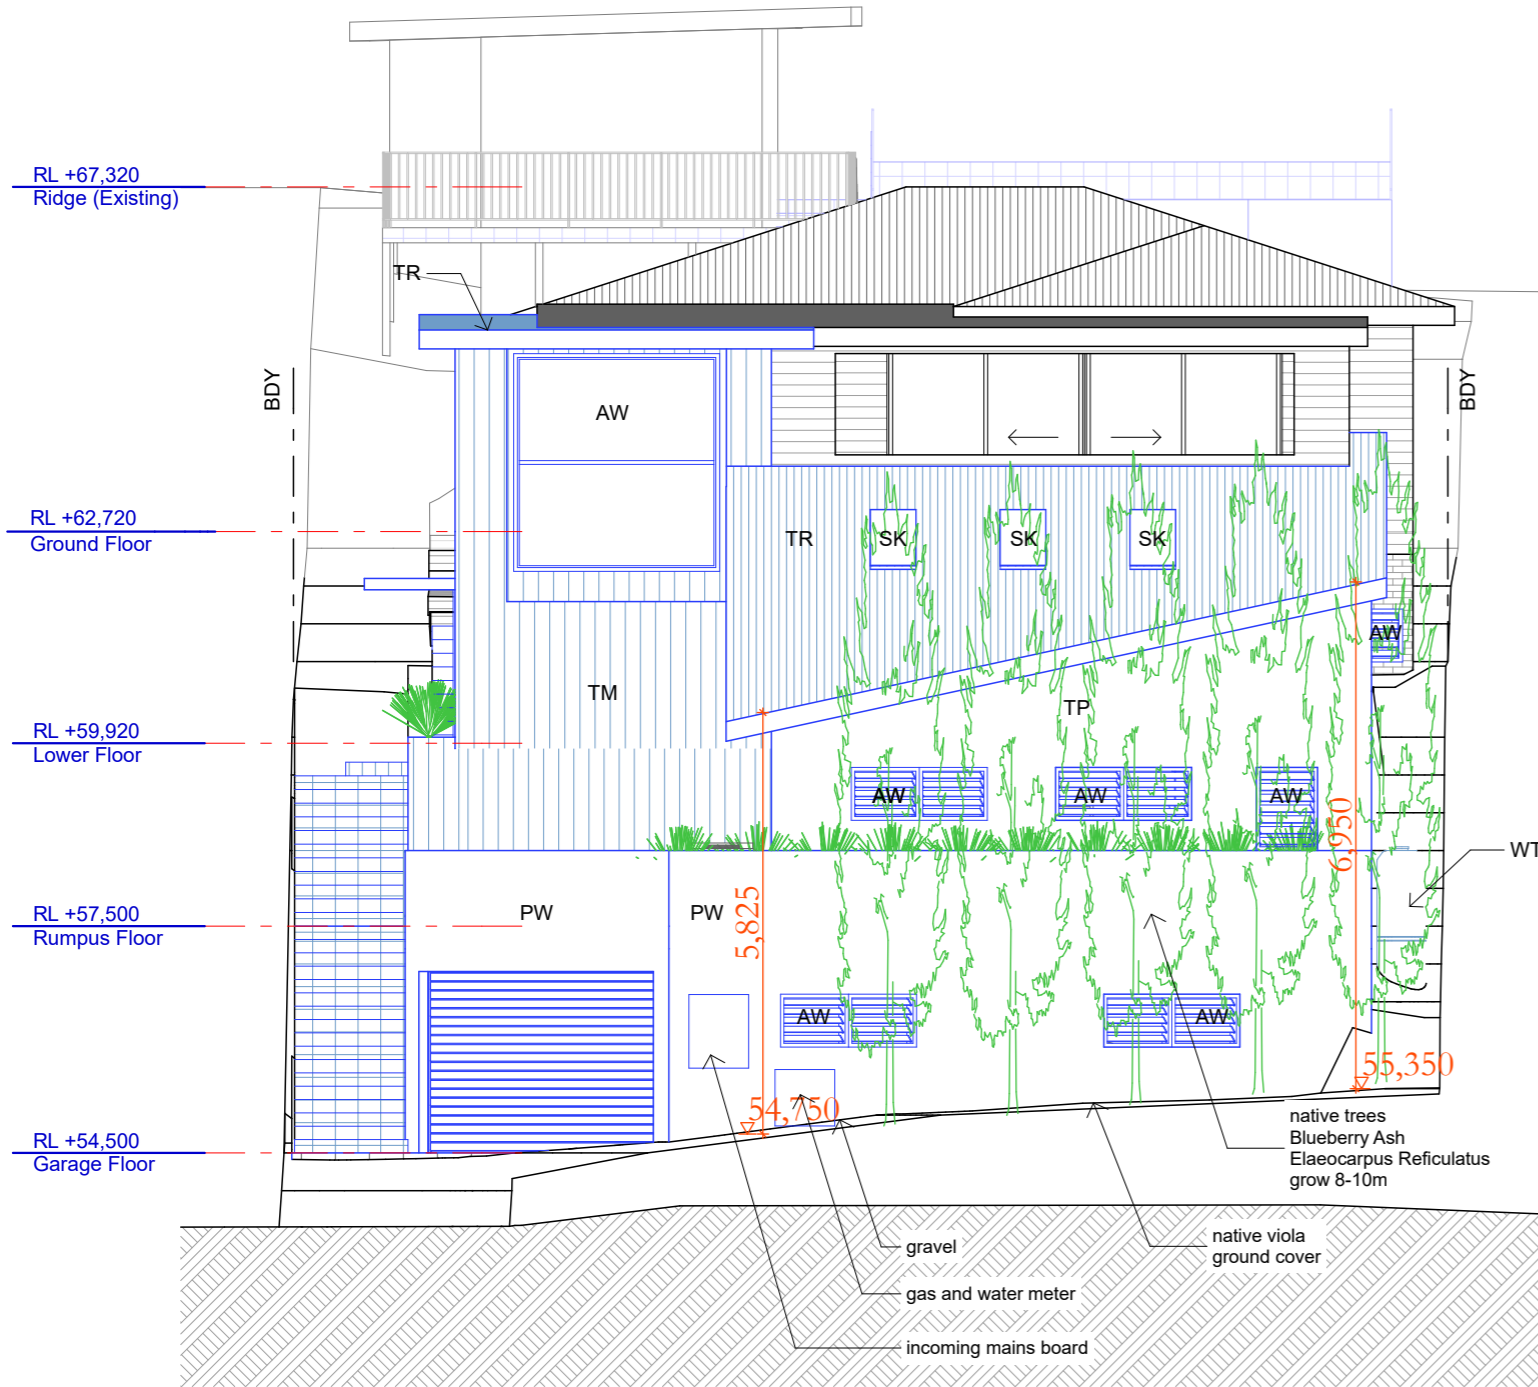 RL +67,320
Ridge (Existing)
TR
BDY
BDY
AW
RL +62,720
Ground Floor
TR
SK
SK
SK
AW
TM
TP
RL +59,920
Lower Floor
AW
AW
AW
6,950
WT
RL +57,500
Rumpus Floor
PW
PW
5,825
AW
AW
55,350
54,750
RL +54,500
Garage Floor
native trees
Blueberry Ash
Elaeocarpus Reficulatus
grow 8-10m
native viola
ground cover
gravel
gas and water meter
incoming mains board